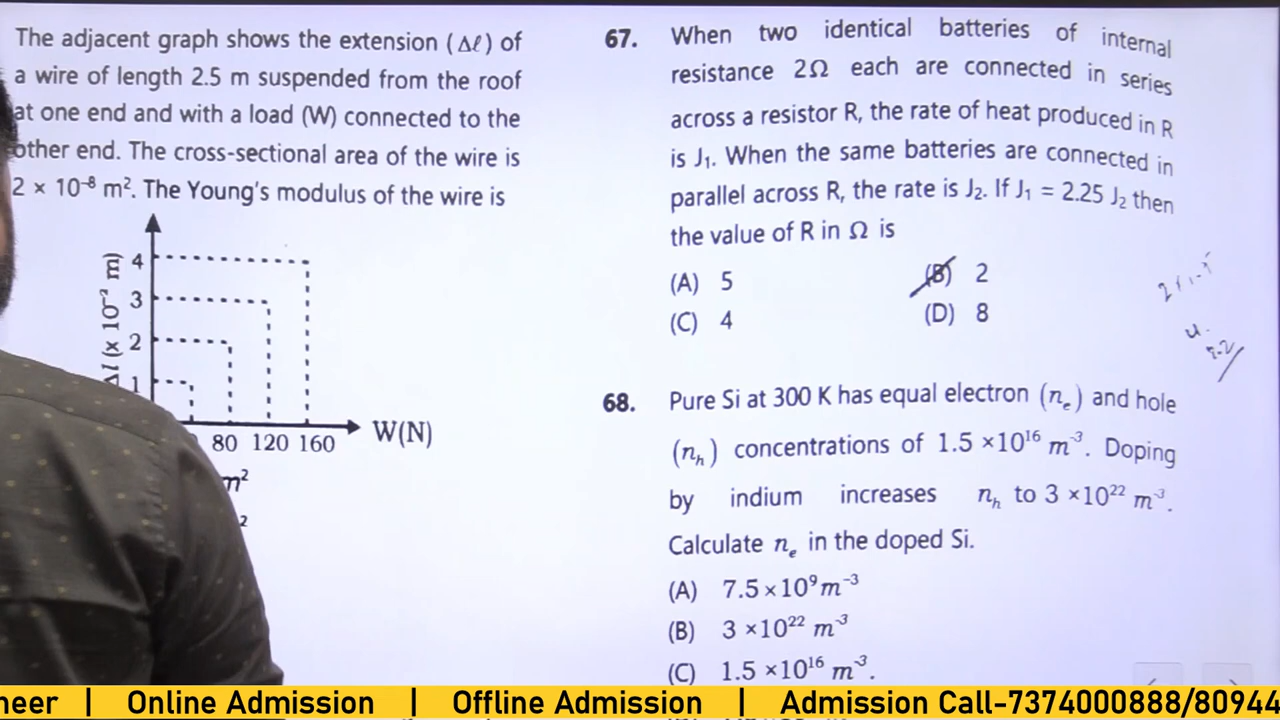 The adjacent graph shows the extension (Δℓ) of
a wire of length 2.5 m suspended from the roof
at one end and with a load (W) connected to the
other end. The cross-sectional area of the wire is
2 × 10⁻⁸ m². The Young's modulus of the wire is
4
3
2
1
Δl (× 10⁻² m)
80 120 160
W(N)
m²
2
67. When two identical batteries of internal
resistance 2Ω each are connected in series
across a resistor R, the rate of heat produced in R
is J₁. When the same batteries are connected in
parallel across R, the rate is J₂. If J₁ = 2.25 J₂ then
the value of R in Ω is
(A) 5
(B) 2
(C) 4
(D) 8
68. Pure Si at 300 K has equal electron (nₑ) and hole
(nₕ) concentrations of 1.5 ×10¹⁶ m⁻³. Doping
by indium increases nₕ to 3 ×10²² m⁻³.
Calculate nₑ in the doped Si.
(A) 7.5×10⁹m⁻³
(B) 3 ×10²² m⁻³
(C) 1.5 ×10¹⁶ m⁻³.
neer | Online Admission | Offline Admission | Admission Call-7374000888/80944